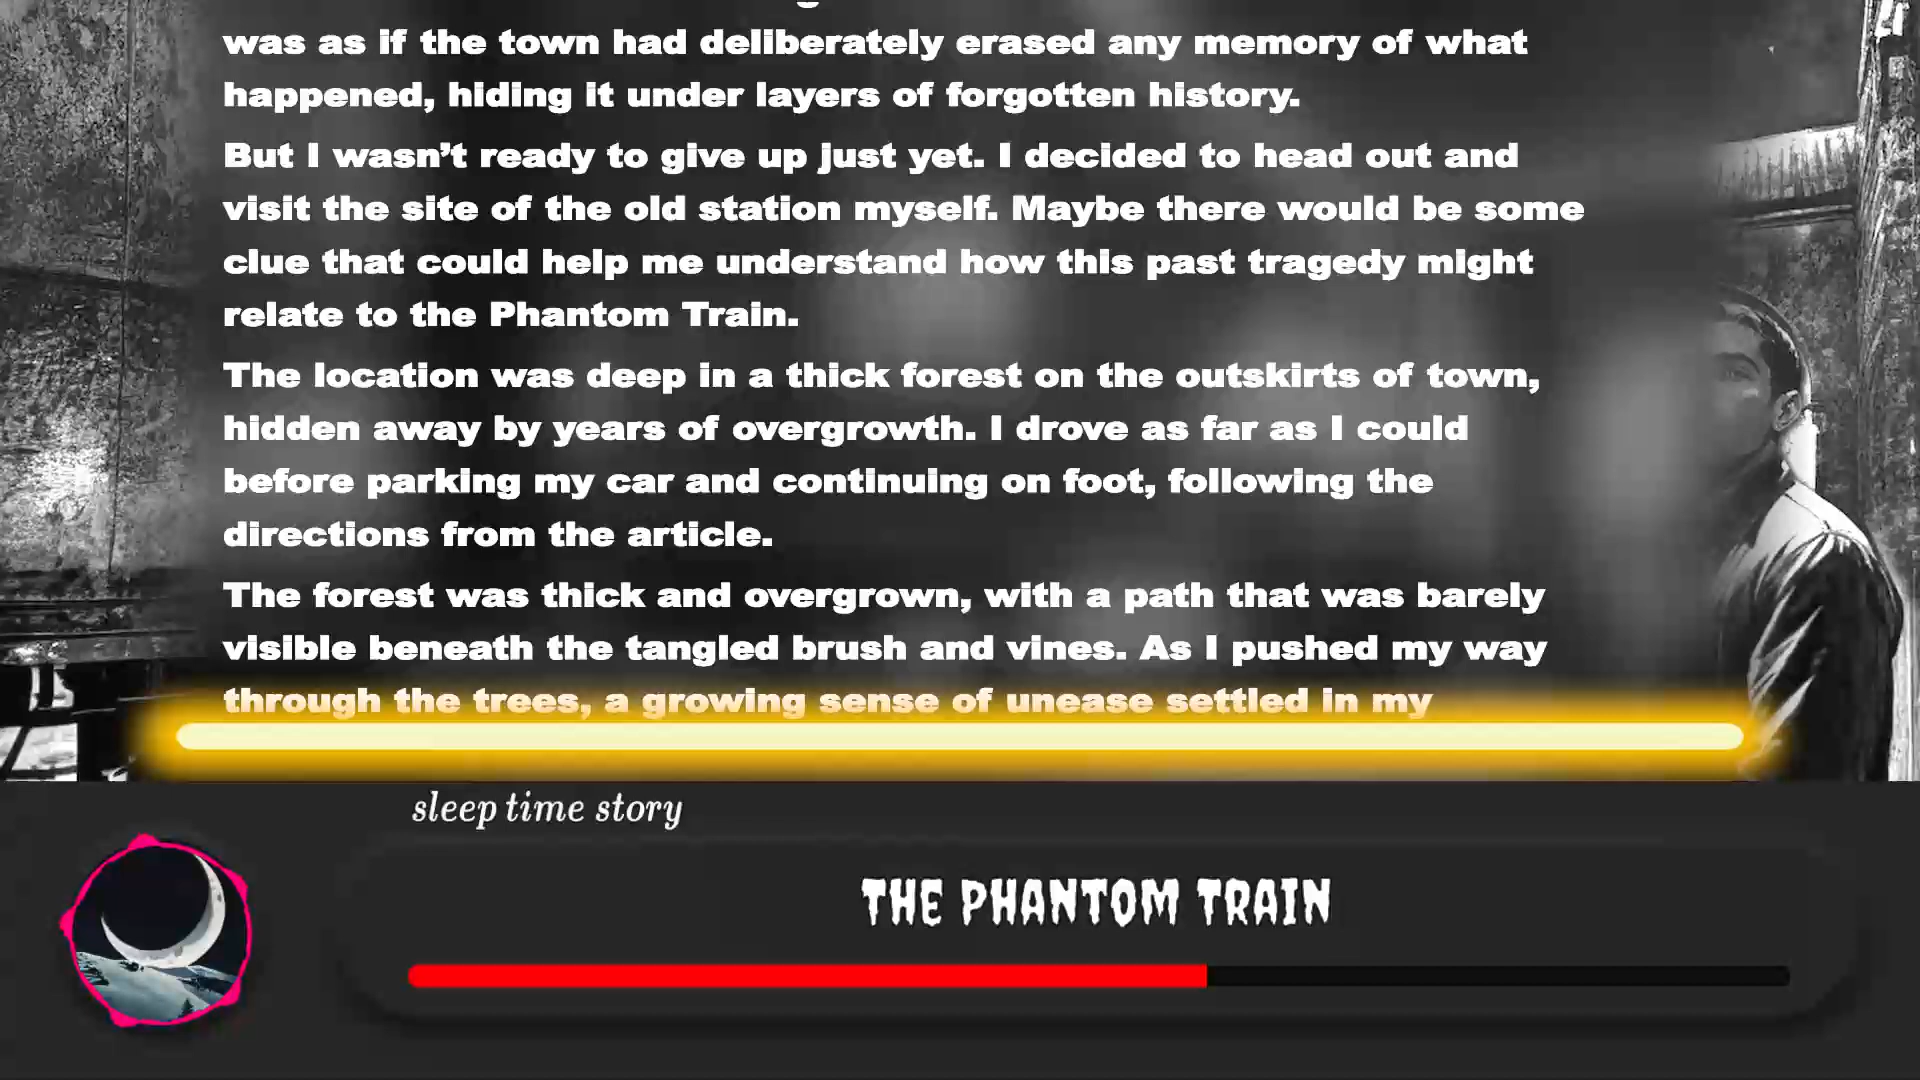 was as if the town had deliberately erased any memory of what
happened, hiding it under layers of forgotten history.
But I wasn't ready to give up just yet. I decided to head out and
visit the site of the old station myself. Maybe there would be some
clue that could help me understand how this past tragedy might
relate to the Phantom Train.
The location was deep in a thick forest on the outskirts of town,
hidden away by years of overgrowth. I drove as far as I could
before parking my car and continuing on foot, following the
directions from the article.
The forest was thick and overgrown, with a path that was barely
visible beneath the tangled brush and vines. As I pushed my way
through the trees, a growing sense of unease settled in my
sleep time story
THE PHANTOM TRAIN